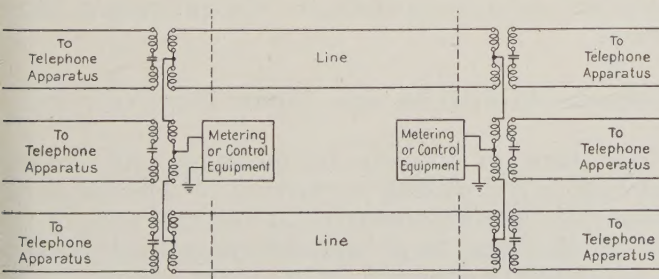 To
Telephone
Apparatus
Line
To
Telephone
Apparatus
To
Telephone
Apparatus
Metering
or Control
Equipment
Metering
or Control
Equipment
To
Telephone
Apperatus
To
Telephone
Apparatus
Line
To
Telephone
Apparatus